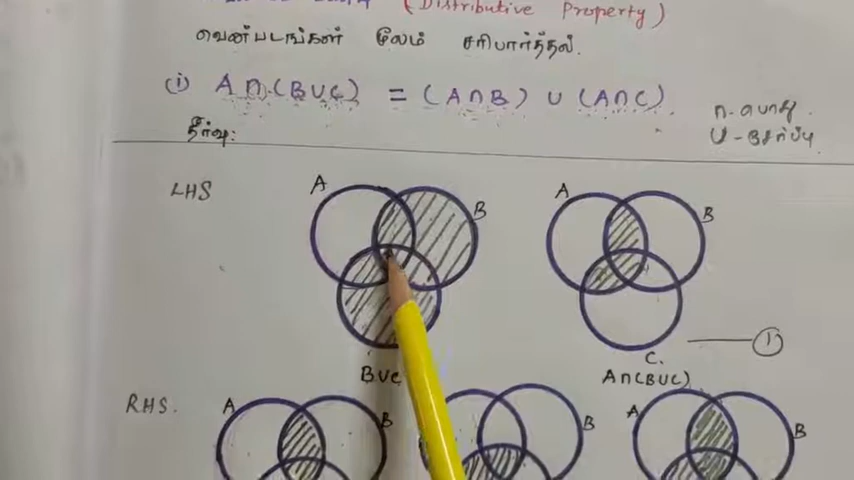 (Distributive Property)
வென்படங்கள் மூலம் சரிபார்த்தல்.
(i) A∩(B∪C) = (A∩B) ∪ (A∩C)
∩ - பொது.
∪ - சேர்ப்பு
தீர்வு:
LHS
A
B
A
B
C.
①
B∪C
A∩(B∪C)
RHS.
A
B
B
A
B